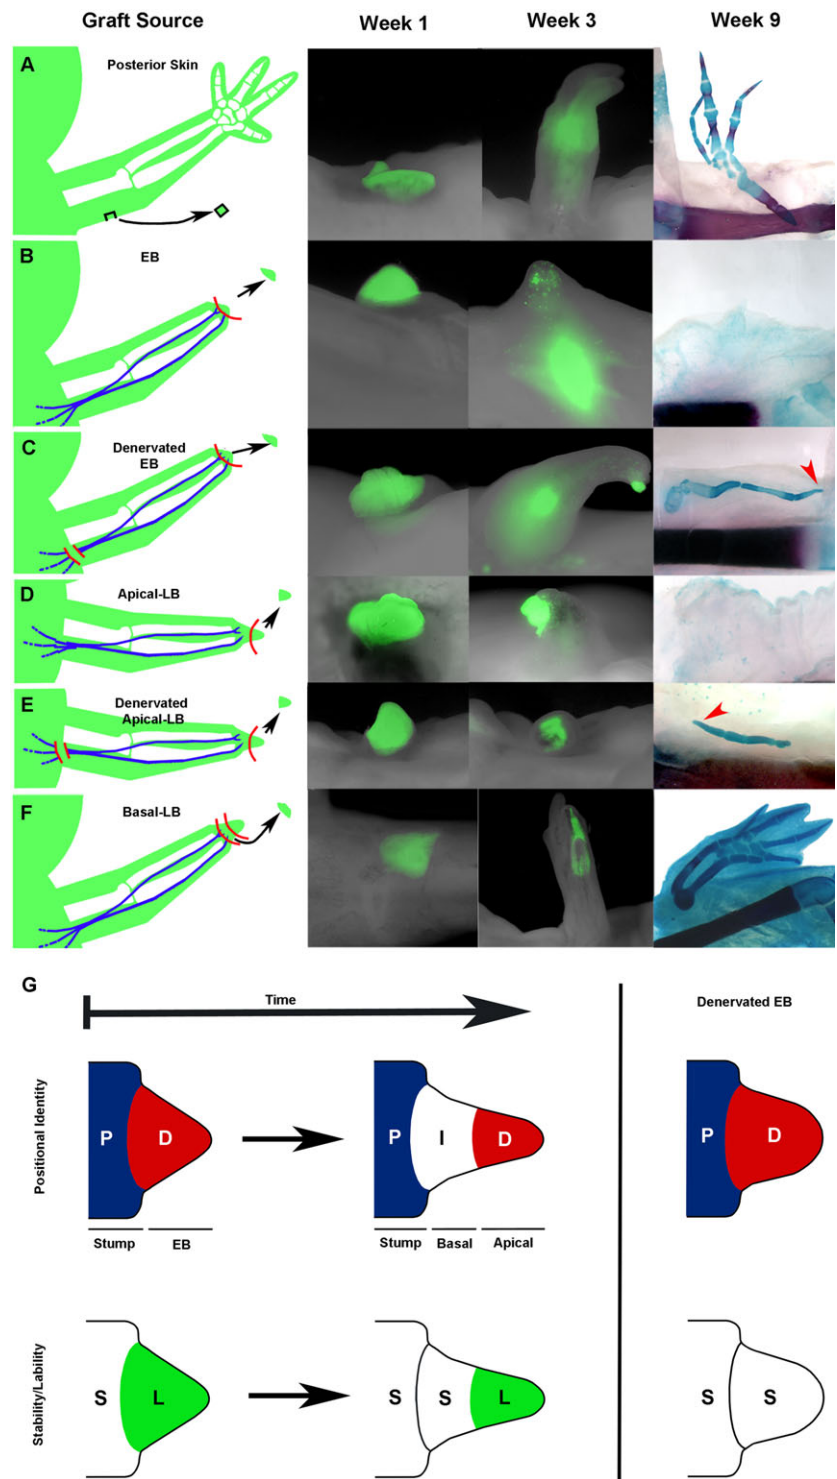 Graft Source Week 1 Week 3 Week 9
A Posterior Skin
B EB
C Denervated
EB
D Apical-LB
E Denervated
Apical-LB
F Basal-LB
G
Time
Denervated EB
Positional Identity
P D P I D P D
Stump EB Stump Basal Apical
Stability/Lability
S L S S L S S